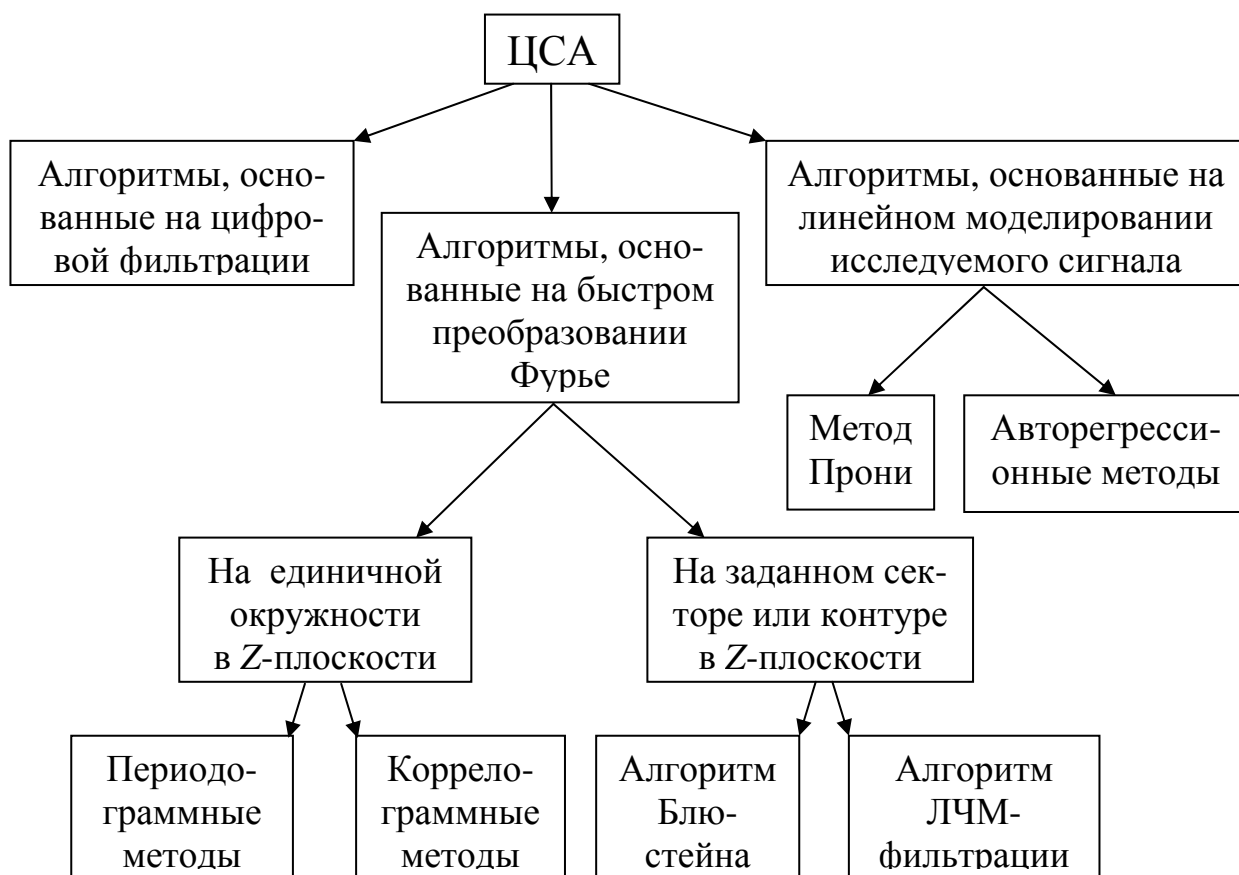 ЦСА
Алгоритмы, осно-
ванные на цифро-
вой фильтрации
Алгоритмы, осно-
ванные на быстром
преобразовании
Фурье
Алгоритмы, основанные на
линейном моделировании
исследуемого сигнала
Метод
Прони
Авторегресси-
онные методы
На единичной
окружности
в Z-плоскости
На заданном сек-
торе или контуре
в Z-плоскости
Периодо-
граммные
методы
Коррело-
граммные
методы
Алгоритм
Блю-
стейна
Алгоритм
ЛЧМ-
фильтрации